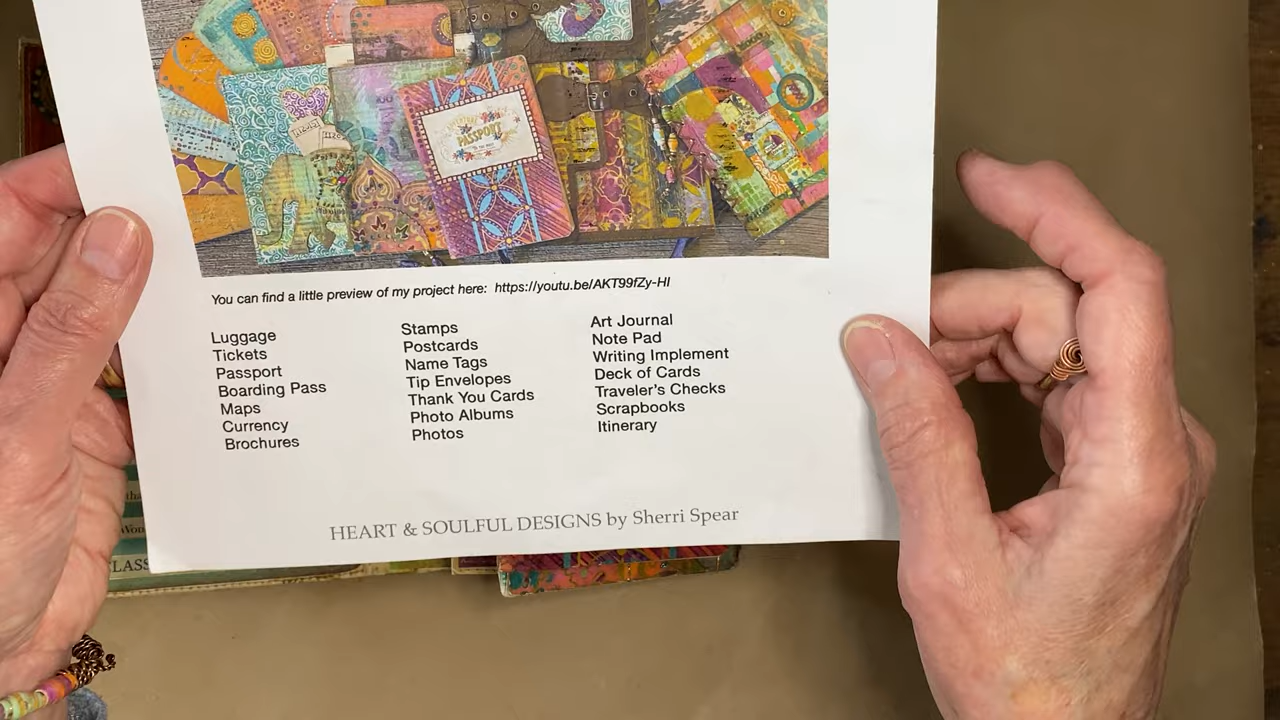 PASSPORT
You can find a little preview of my project here: https://youtu.be/AKT99fZy-HI
Luggage
Tickets
Passport
Boarding Pass
Maps
Currency
Brochures
Stamps
Postcards
Name Tags
Tip Envelopes
Thank You Cards
Photo Albums
Photos
Art Journal
Note Pad
Writing Implement
Deck of Cards
Traveler's Checks
Scrapbooks
Itinerary
HEART & SOULFUL DESIGNS by Sherri Spear